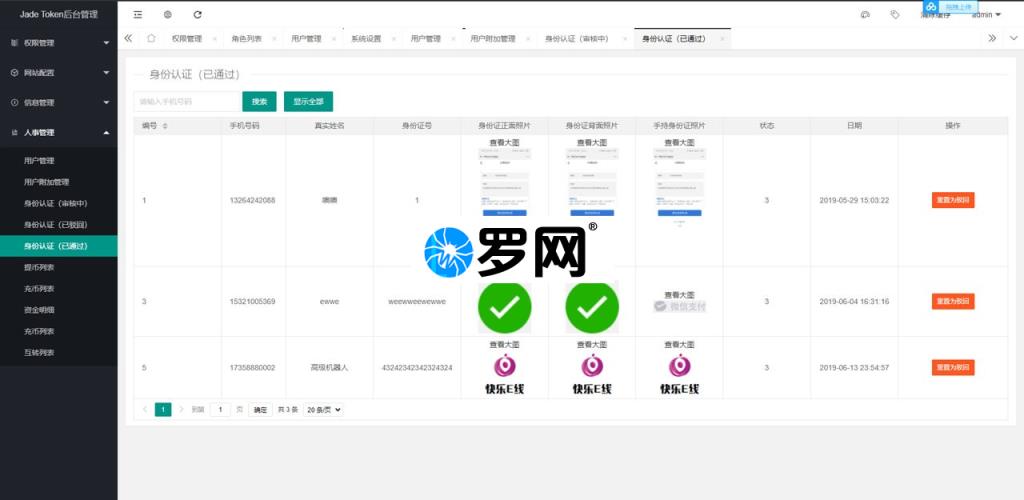 Jade Token后台管理
拖拽上传
清除缓存
admin
权限管理
角色列表
用户管理
系统设置
用户管理
用户附加管理
身份认证（审核中）
身份认证（已通过）
权限管理
网站配置
信息管理
人事管理
用户管理
用户附加管理
身份认证（审核中）
身份认证（已驳回）
身份认证（已通过）
提币列表
充币列表
资金明细
充币列表
互转列表
身份认证（已通过）
请输入手机号码
搜索
显示全部
编号 手机号码 真实姓名 身份证号 身份证正面照片 身份证背面照片 手持身份证照片 状态 日期 操作
查看大图 查看大图 查看大图
1 13264242088 1 3 2019-05-29 15:03:22 重置为驳回
罗网®
查看大图
3 15321005369 ewwe weewweewewwe 微信支付 3 2019-06-04 16:31:16 重置为驳回
查看大图 查看大图 查看大图
5 17358880002 高级机器人 43242342342324324 3 2019-06-13 23:54:57 重置为驳回
快乐E线 快乐E线 快乐E线
1 到第 1 页 确定 共 3 条 20 条/页